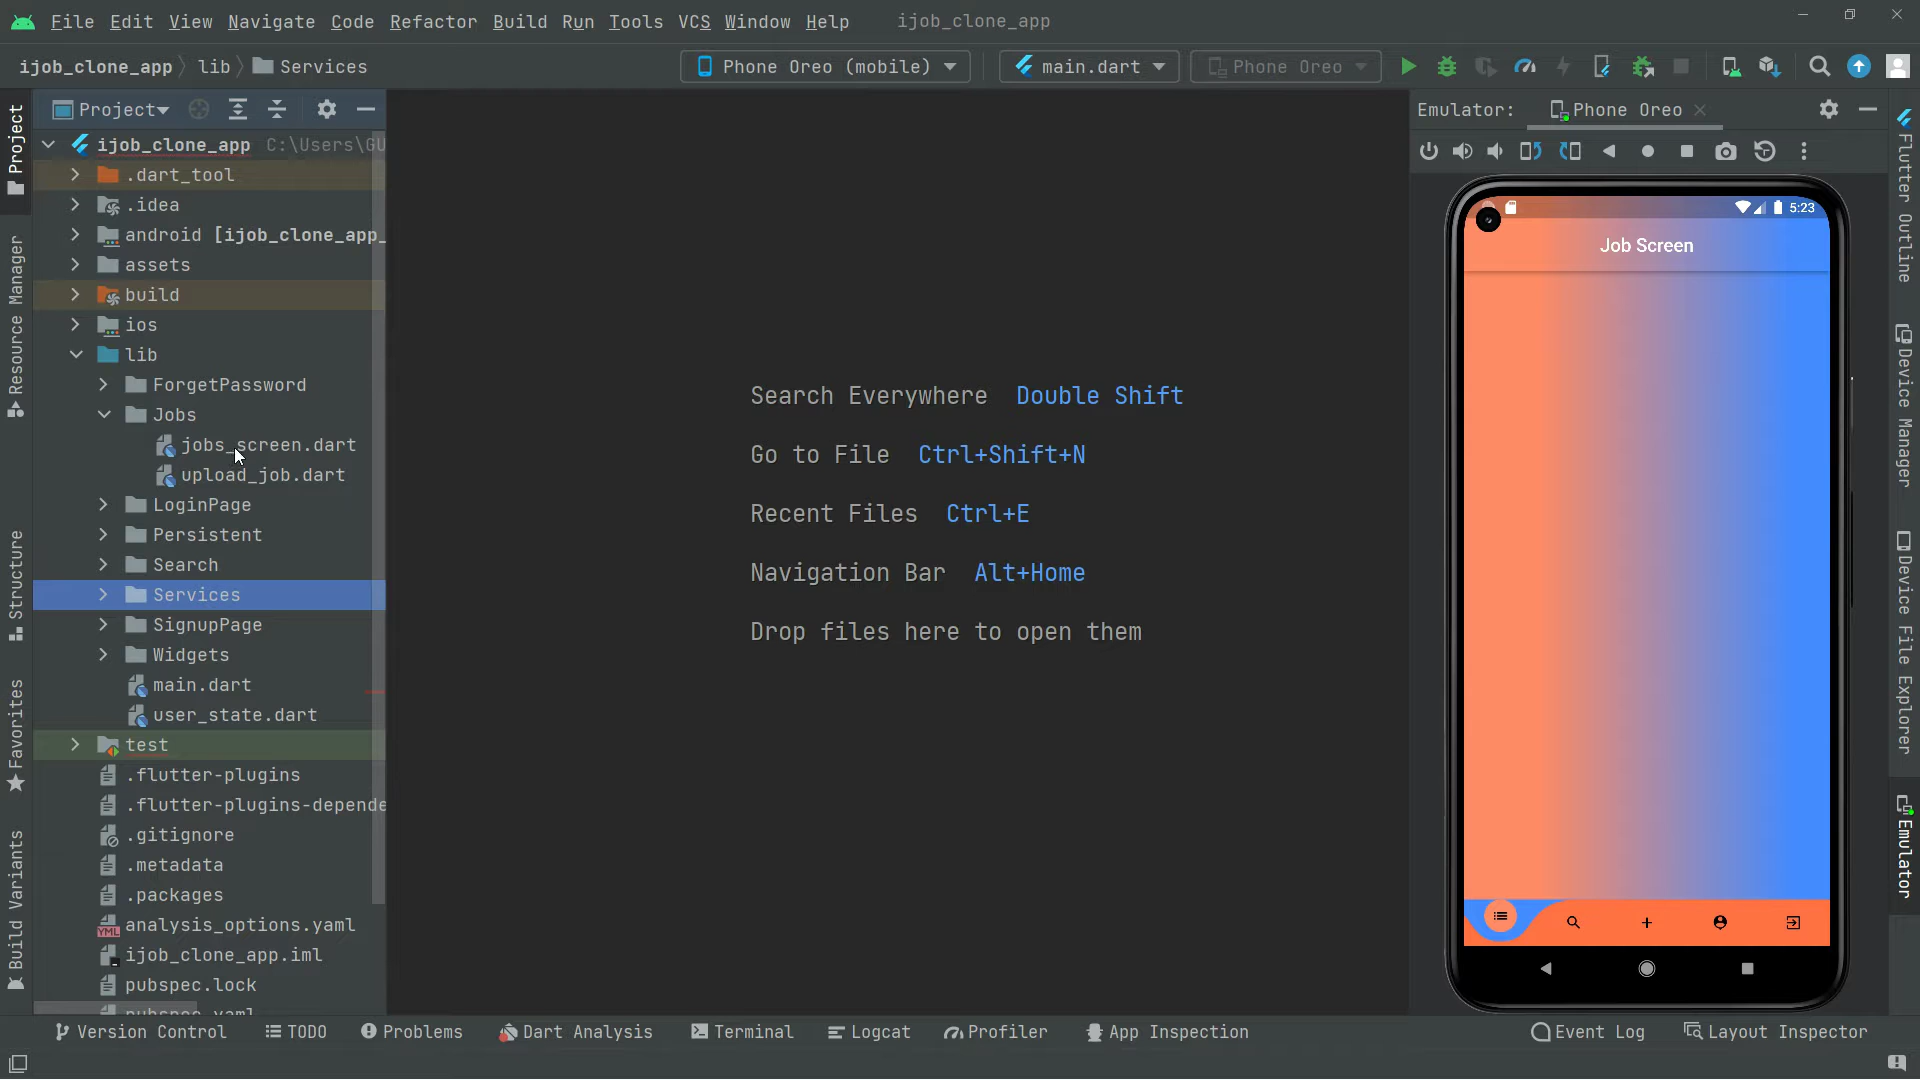 File Edit View Navigate Code Refactor Build Run Tools VCS Window Help ijob_clone_app
ijob_clone_app lib Services
Phone Oreo (mobile)
main.dart
Phone Oreo
Project
ijob_clone_app C:\Users\GU
.dart_tool
.idea
android [ijob_clone_app_
assets
build
ios
lib
ForgetPassword
Jobs
jobs_screen.dart
upload_job.dart
LoginPage
Persistent
Search
Services
SignupPage
Widgets
main.dart
user_state.dart
test
.flutter-plugins
.flutter-plugins-depende
.gitignore
.metadata
.packages
analysis_options.yaml
ijob_clone_app.iml
pubspec.lock
pubspec.yaml
Project
Resource Manager
Structure
Favorites
Build Variants
Search Everywhere Double Shift
Go to File Ctrl+Shift+N
Recent Files Ctrl+E
Navigation Bar Alt+Home
Drop files here to open them
Emulator: Phone Oreo
5:23
Job Screen
Flutter Outline
Device Manager
Device File Explorer
Emulator
Version Control TODO Problems Dart Analysis Terminal Logcat Profiler App Inspection Event Log Layout Inspector